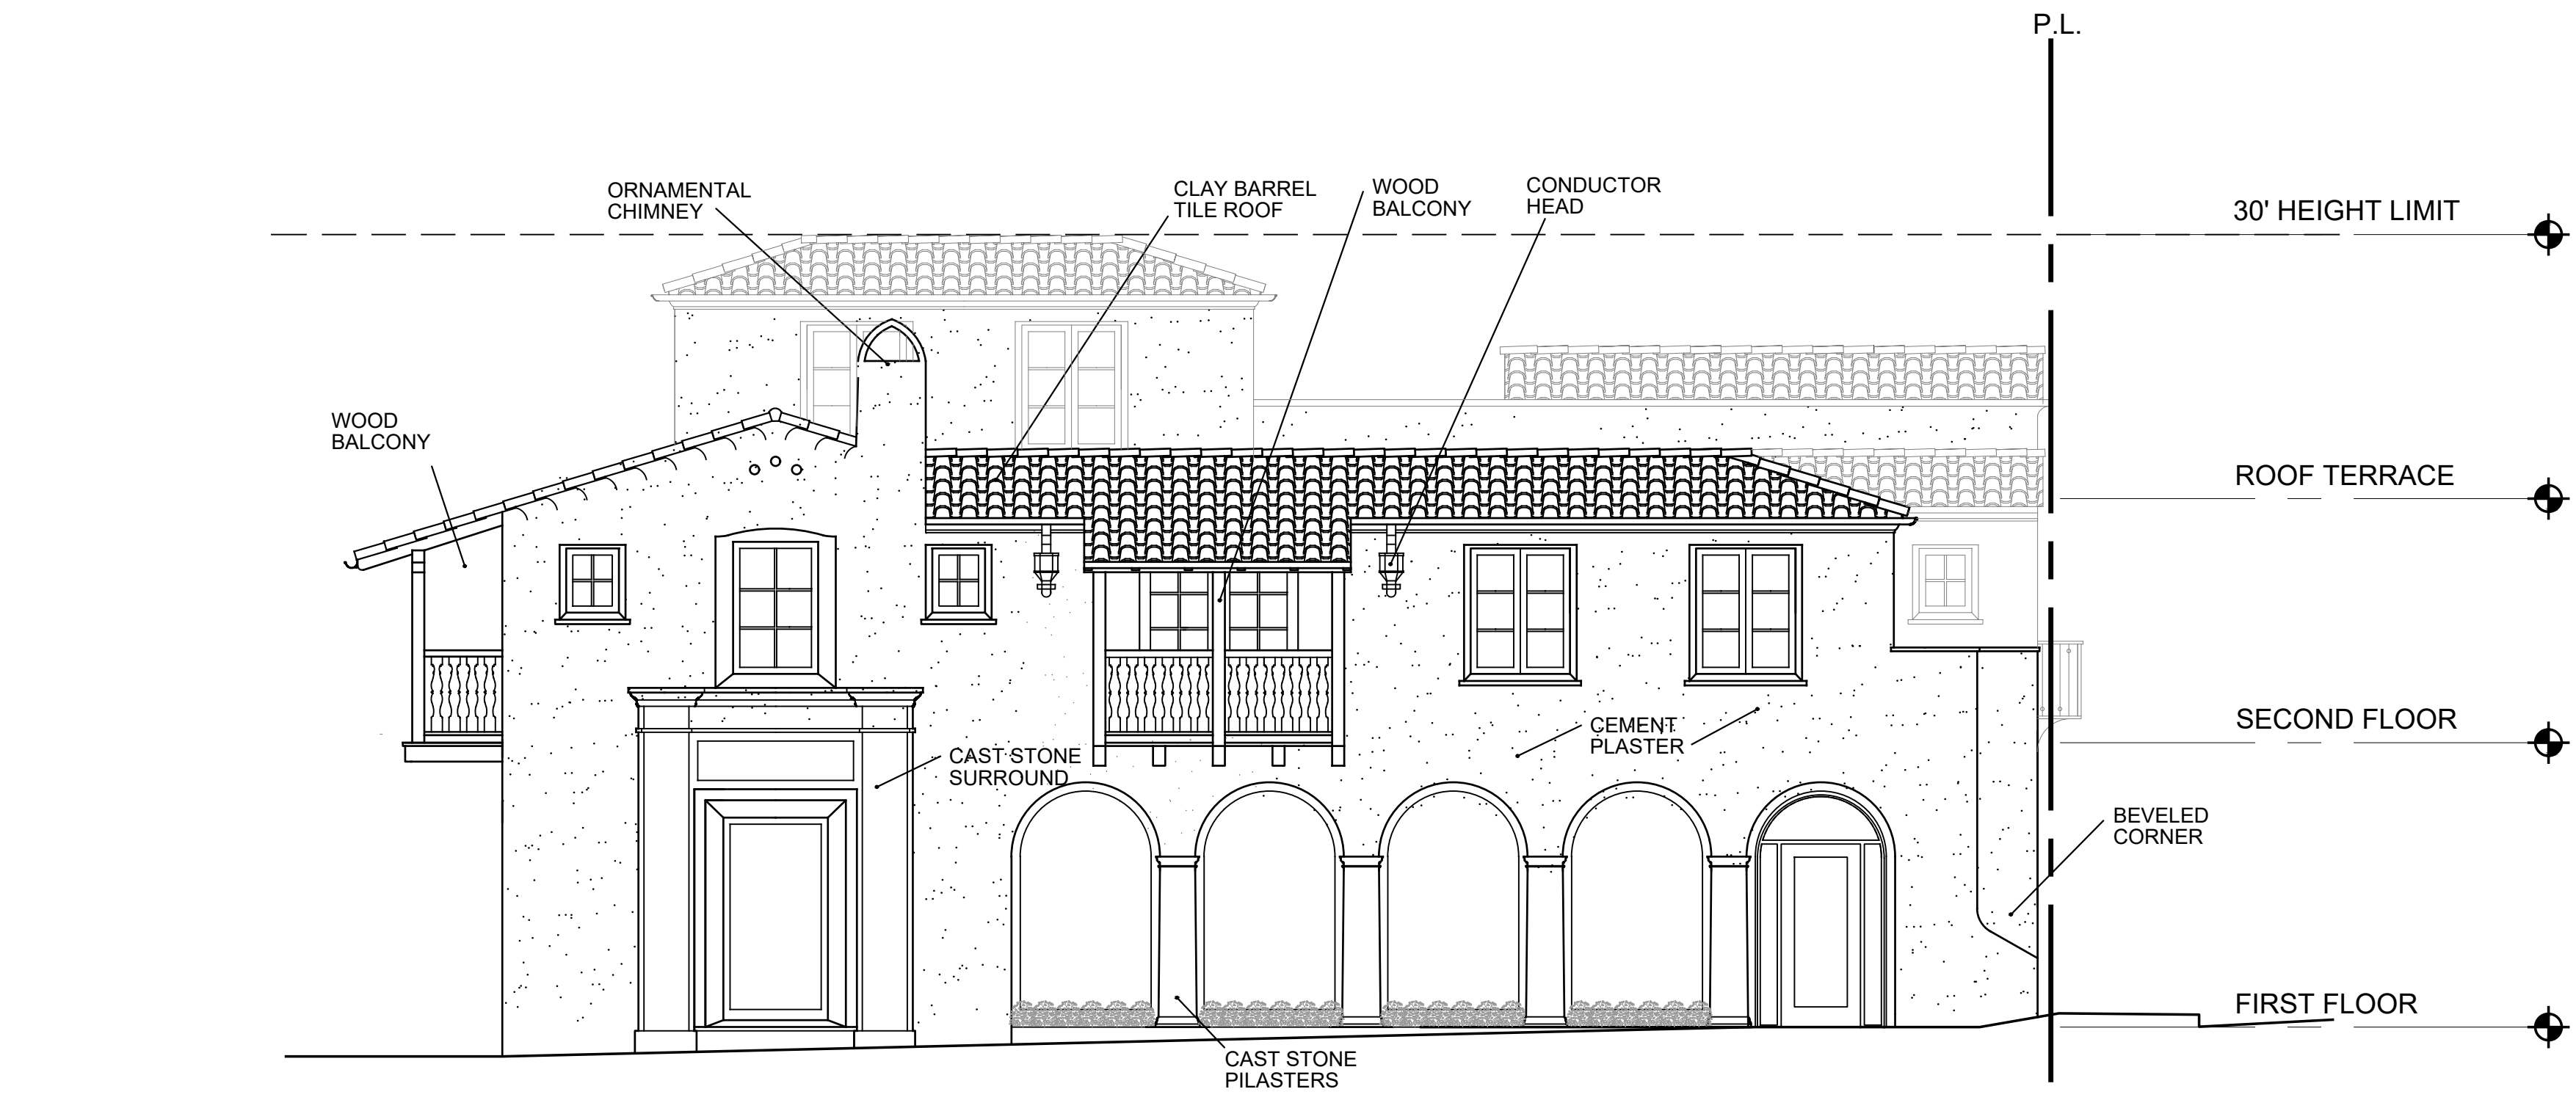 P.L.
ORNAMENTAL
CHIMNEY
CLAY BARREL
TILE ROOF
WOOD
BALCONY
CONDUCTOR
HEAD
30' HEIGHT LIMIT
WOOD
BALCONY
ROOF TERRACE
SECOND FLOOR
CEMENT
PLASTER
CAST STONE
SURROUND
BEVELED
CORNER
FIRST FLOOR
CAST STONE
PILASTERS